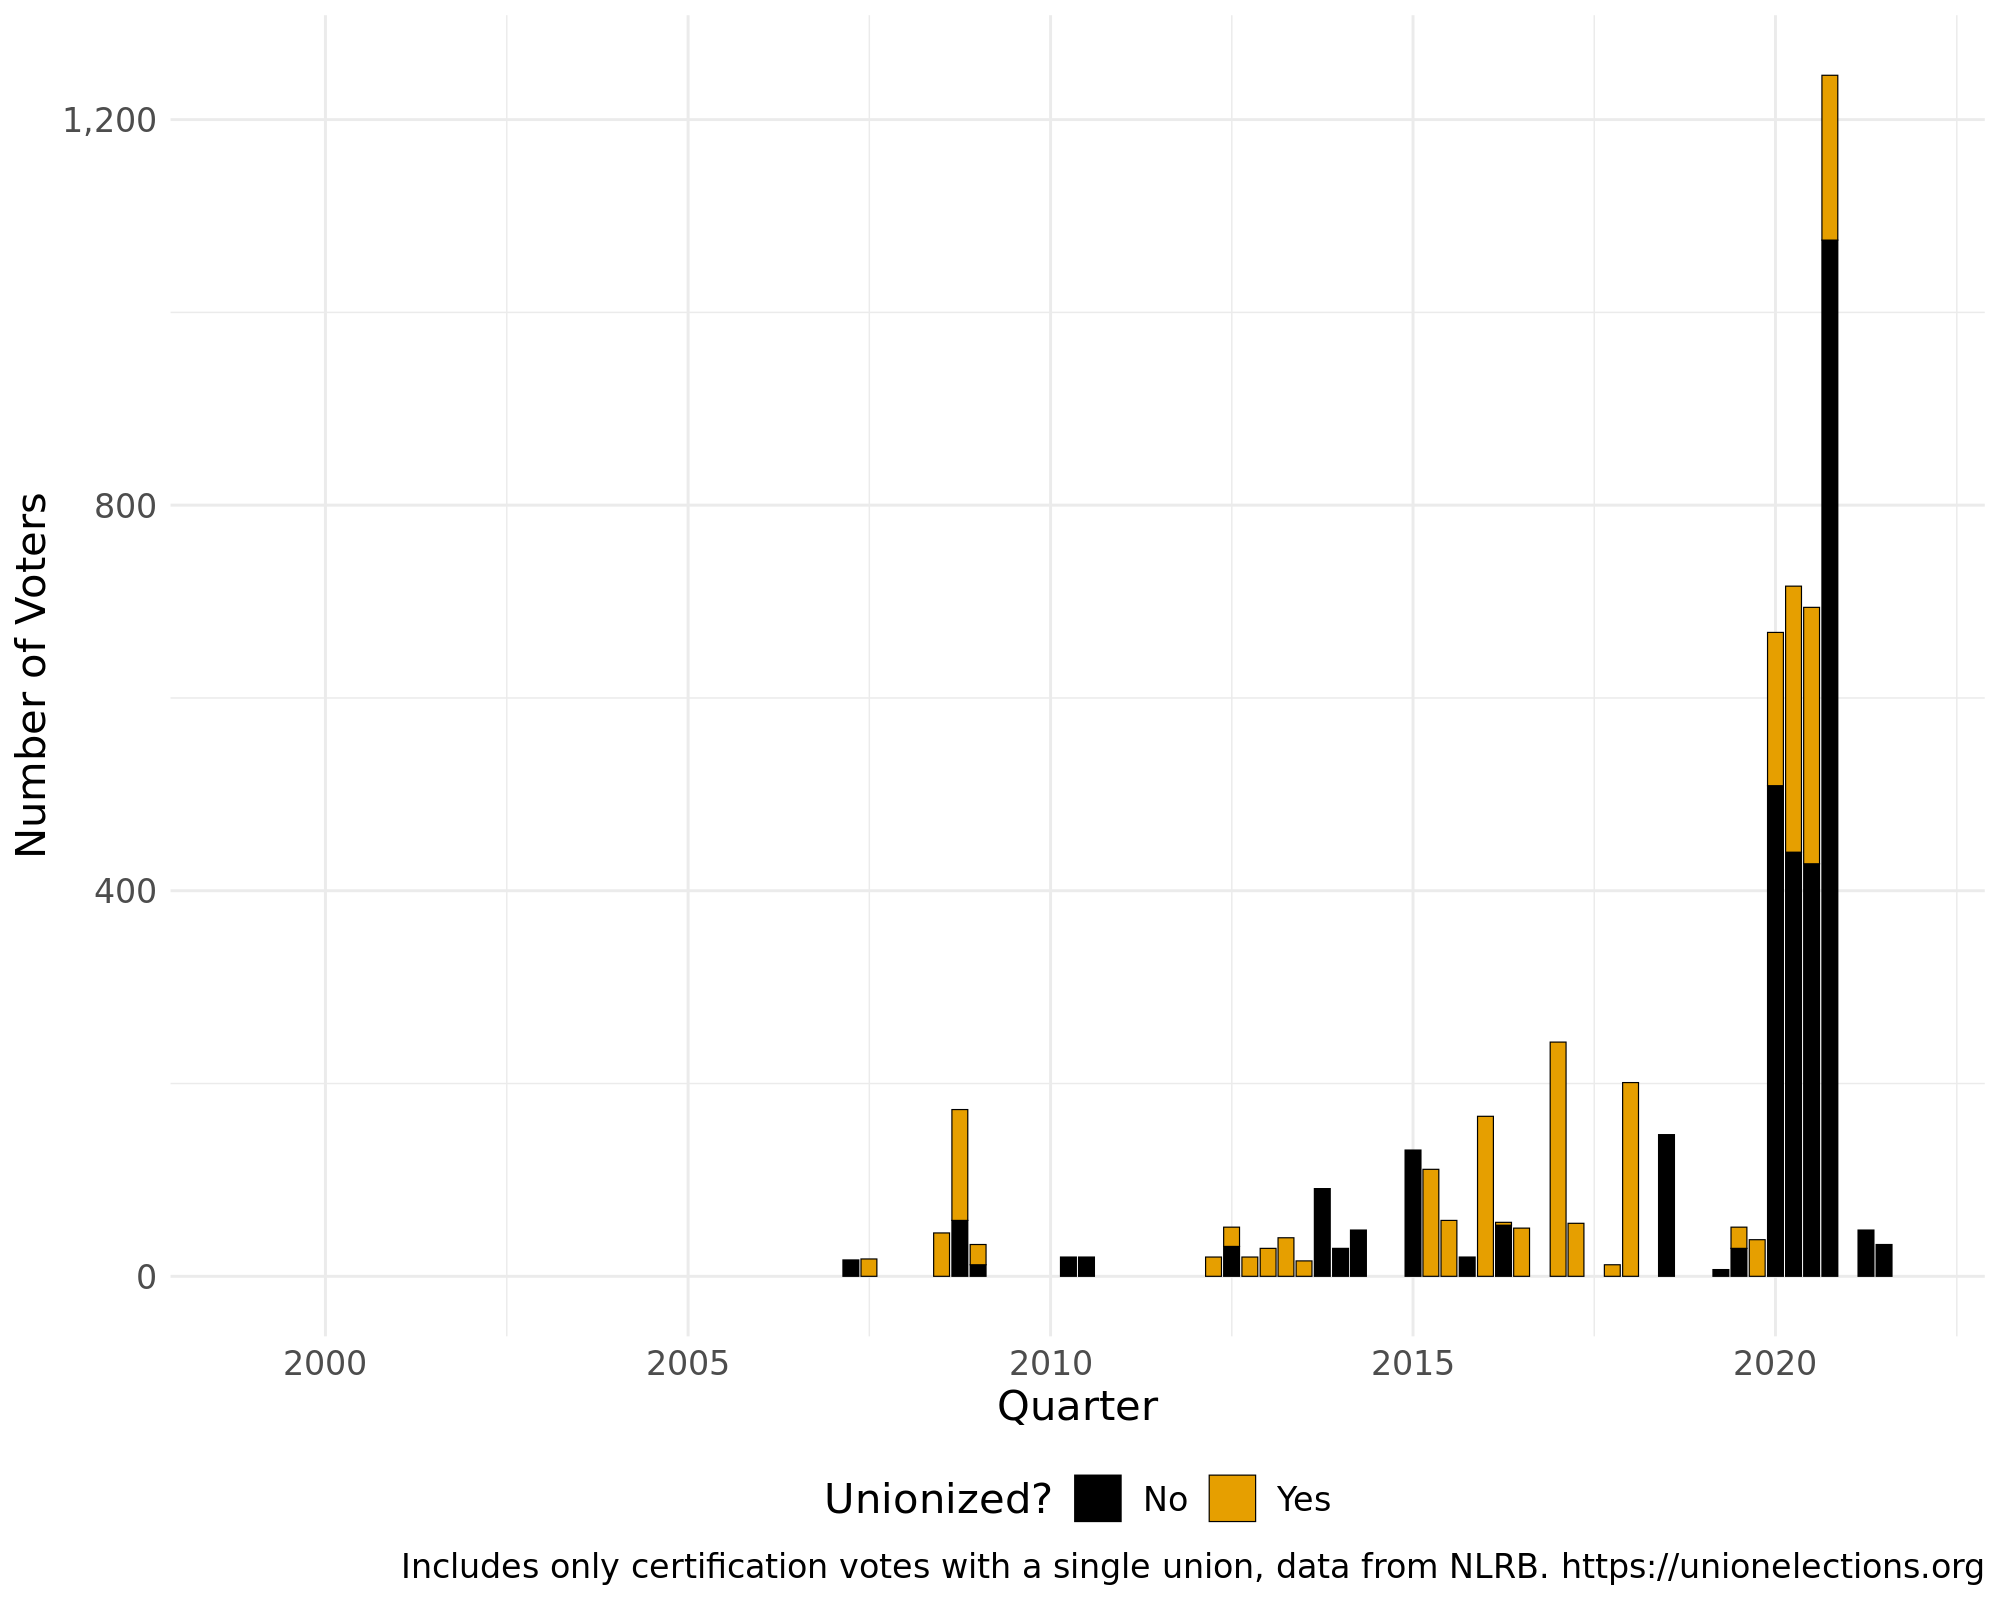 1,200
800
400
0
Number of Voters
2000 2005 2010 2015 2020
Quarter
Unionized? No Yes
Includes only certification votes with a single union, data from NLRB. https://unionelections.org